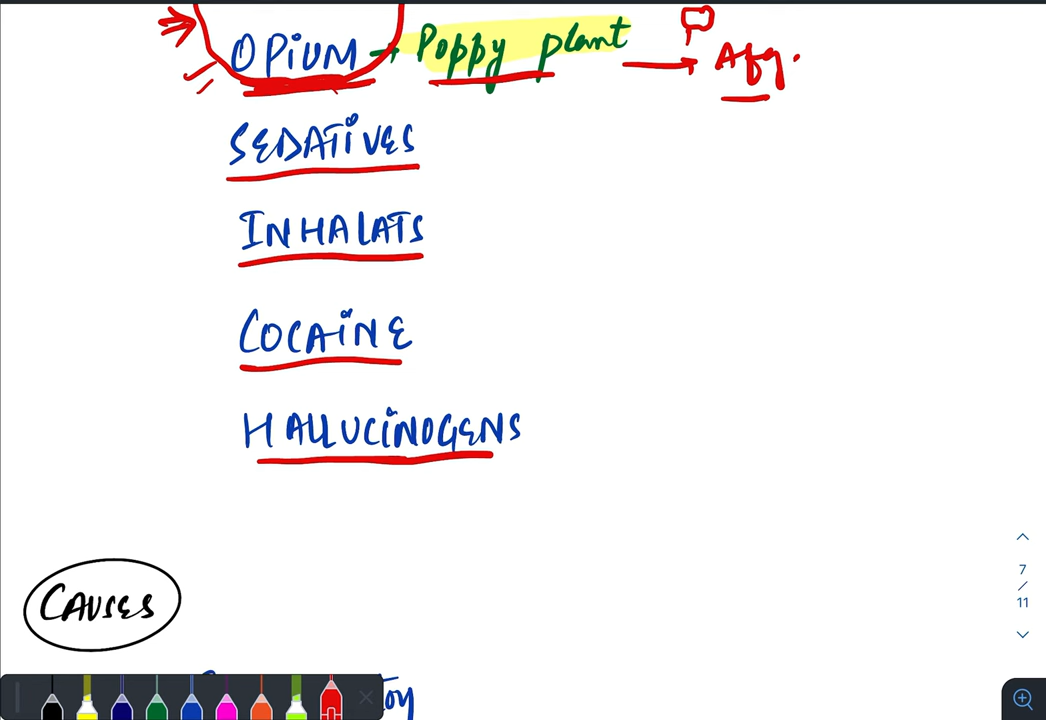 OPIUM → Poppy plant → Afg.
SEDATIVES
INHALATS
COCAINE
HALLUCINOGENS
CAUSES
7
/
11